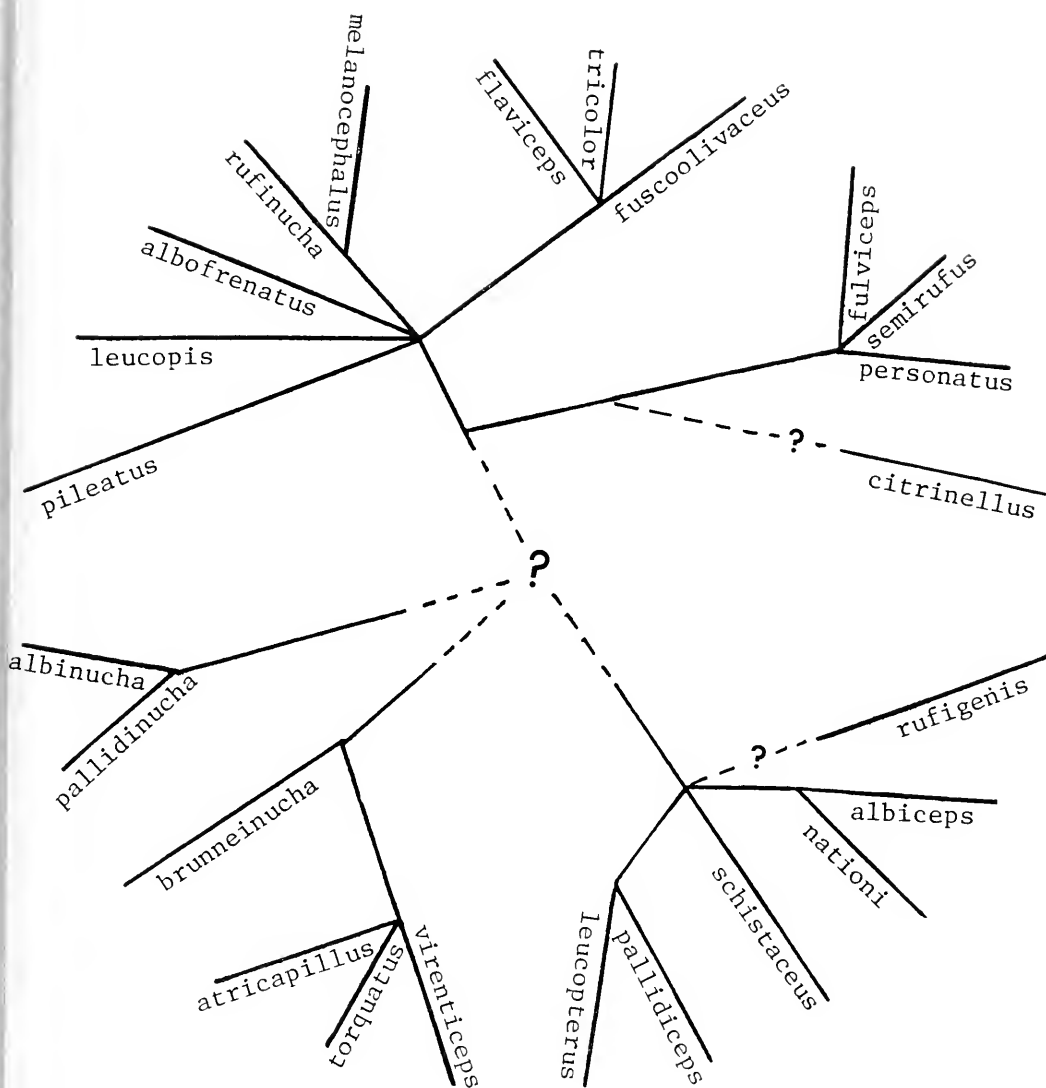 melanocephalus
flaviceps
tricolor
fuscoolivaceus
rufinucha
albofrenatus
leucopis
pileatus
fulviceps
semirufus
personatus
?
citrinellus
?
albinucha
pallidinucha
brunneinucha
atricapillus
torquatus
virenticeps
leucopterus
pallidiceps
schistaceus
nationi
albiceps
?
rufigenis